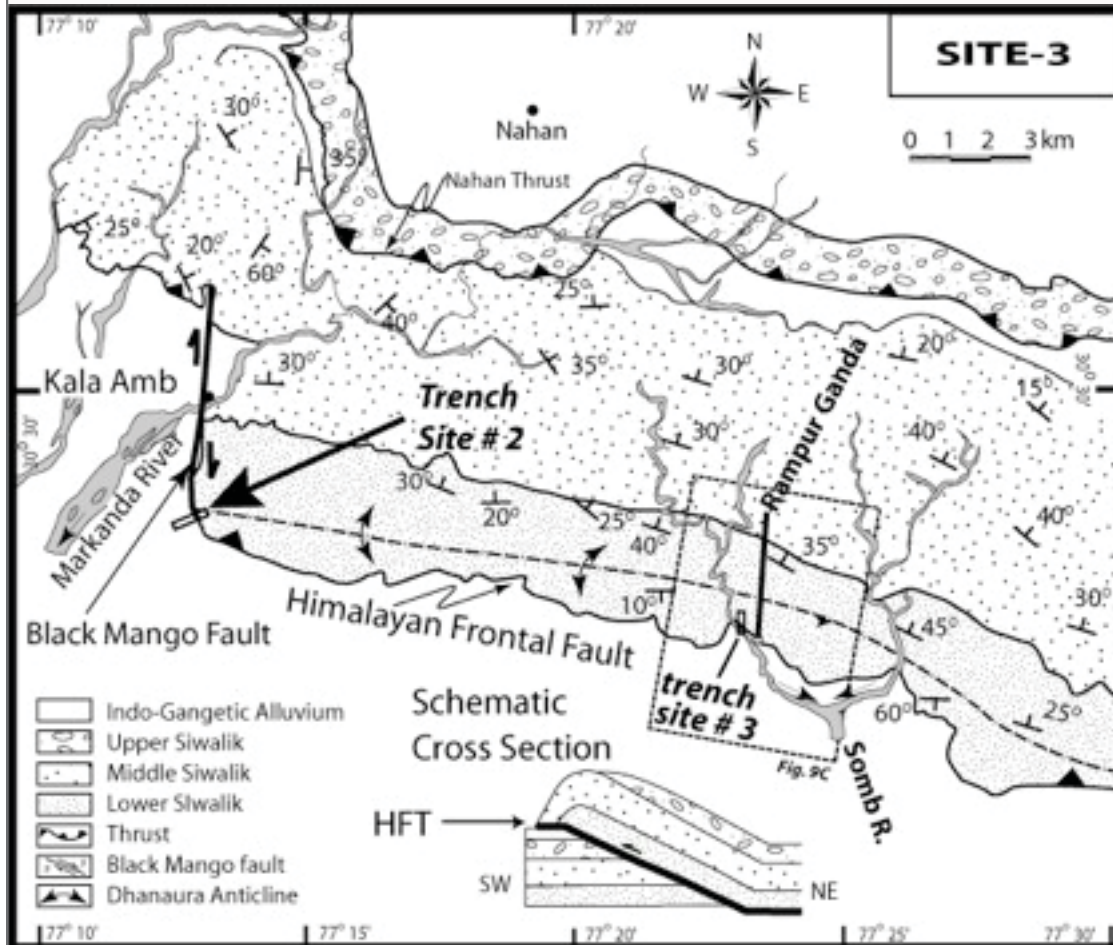 77° 10'
77° 20'
SITE-3
N
W
E
S
0 1 2 3 km
Nahan
Nahan Thrust
30°
35°
25°
20°
60°
40°
25°
30°
35°
30°
20°
15°
30° 30'
Kala Amb
30° 30'
Trench
Site # 2
Rampur Ganda
30°
40°
Markanda River
30°
20°
25°
40°
35°
40°
10°
30°
45°
Himalayan Frontal Fault
Black Mango Fault
trench
site # 3
60°
25°
Fig. 9C
Somb R.
Indo-Gangetic Alluvium
Upper Siwalik
Middle Siwalik
Lower SIwalik
Thrust
Black Mango fault
Dhanaura Anticline
Schematic
Cross Section
HFT
SW
NE
77° 10'
77° 15'
77° 20'
77° 25'
77° 30'